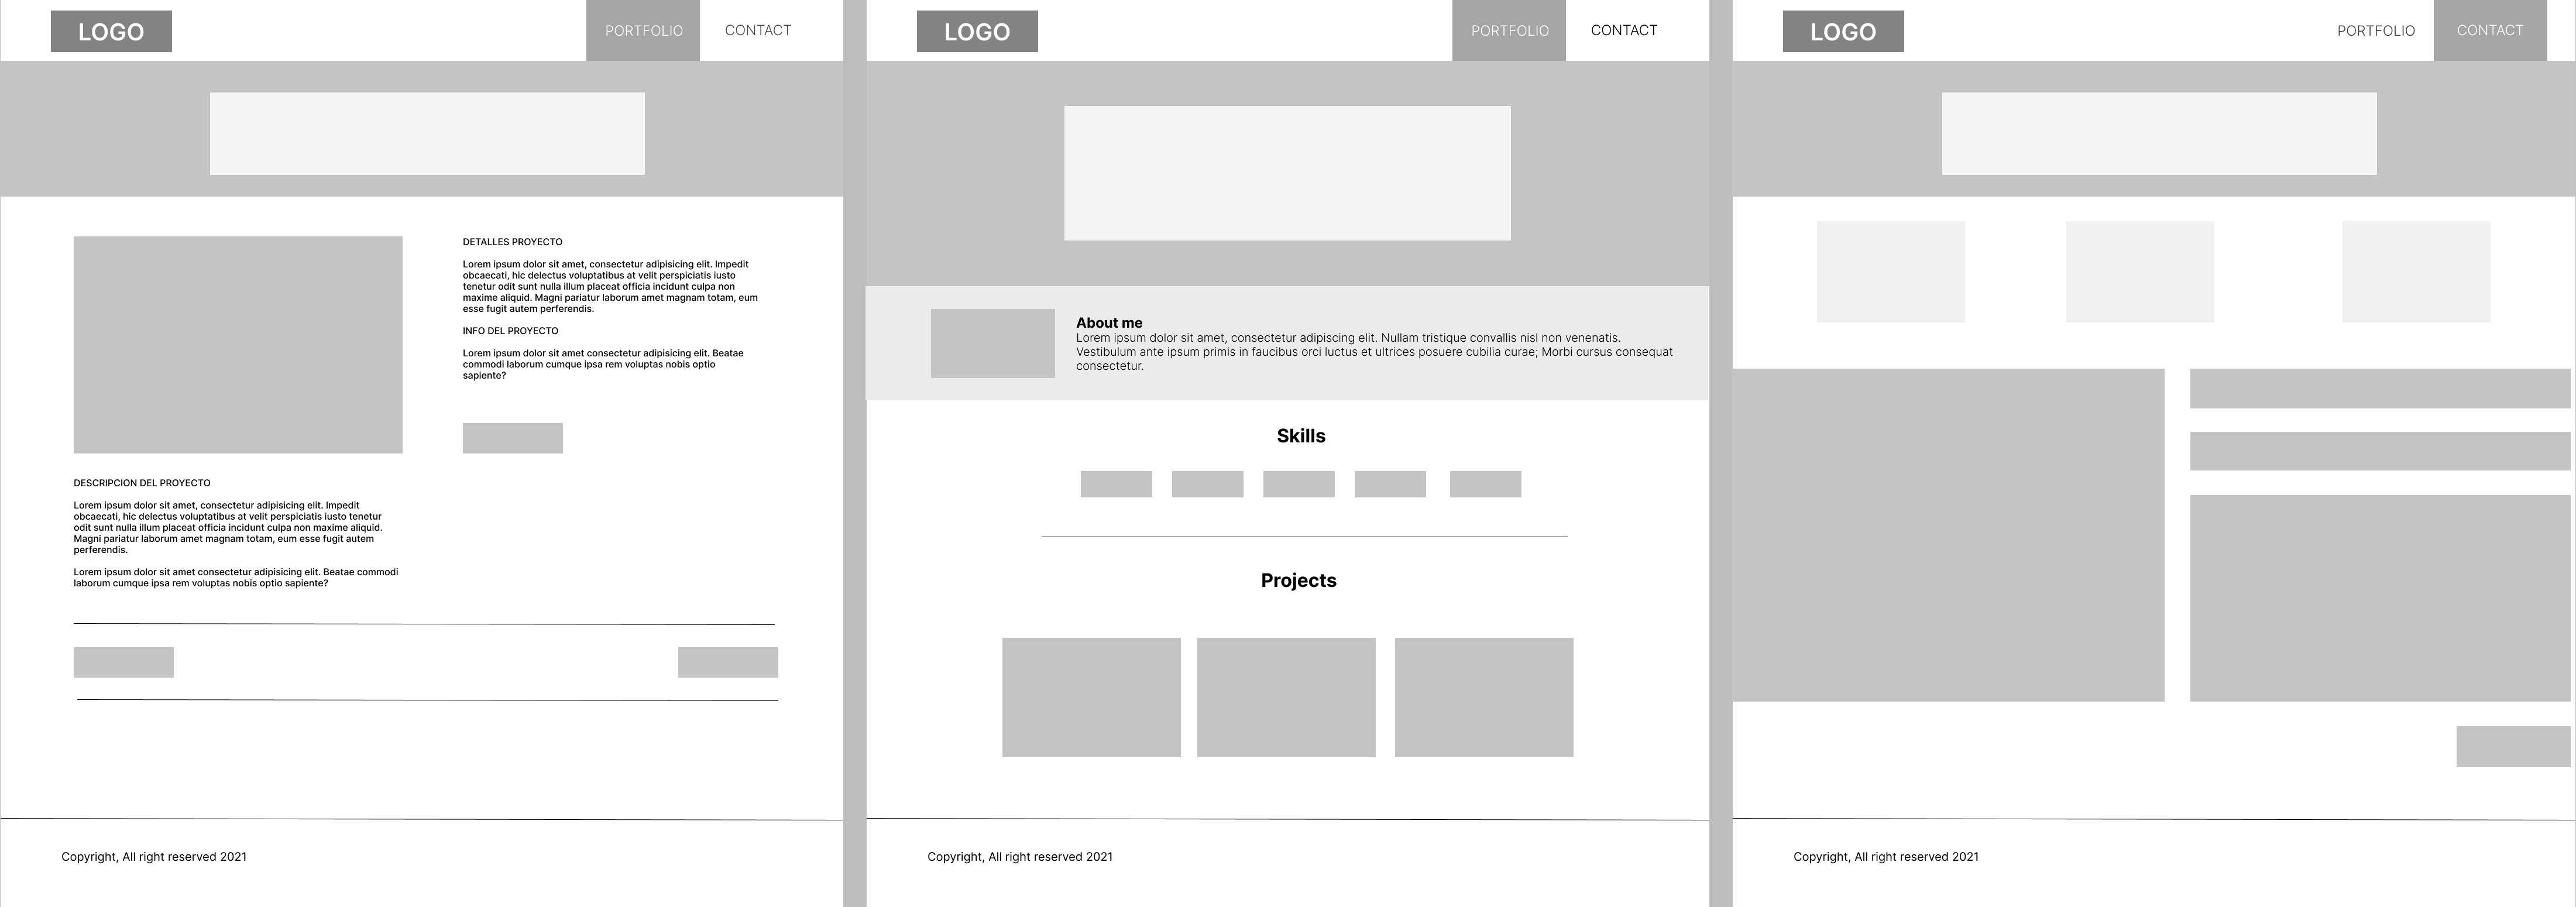 LOGO
PORTFOLIO
CONTACT
DETALLES PROYECTO
Lorem ipsum dolor sit amet, consectetur adipisicing elit. Impedit
obcaecati, hic delectus voluptatibus at velit perspiciatis iusto
tenetur odit sunt nulla illum placeat officia incidunt culpa non
maxime aliquid. Magni pariatur laborum amet magnam totam, eum
esse fugit autem perferendis.
INFO DEL PROYECTO
Lorem ipsum dolor sit amet consectetur adipisicing elit. Beatae
commodi laborum cumque ipsa rem voluptas nobis optio
sapiente?
DESCRIPCION DEL PROYECTO
Lorem ipsum dolor sit amet, consectetur adipisicing elit. Impedit
obcaecati, hic delectus voluptatibus at velit perspiciatis iusto tenetur
odit sunt nulla illum placeat officia incidunt culpa non maxime aliquid.
Magni pariatur laborum amet magnam totam, eum esse fugit autem
perferendis.
Lorem ipsum dolor sit amet consectetur adipisicing elit. Beatae commodi
laborum cumque ipsa rem voluptas nobis optio sapiente?
Copyright, All right reserved 2021
LOGO
PORTFOLIO
CONTACT
About me
Lorem ipsum dolor sit amet, consectetur adipiscing elit. Nullam tristique convallis nisl non venenatis.
Vestibulum ante ipsum primis in faucibus orci luctus et ultrices posuere cubilia curae; Morbi cursus consequat
consectetur.
Skills
Projects
Copyright, All right reserved 2021
LOGO
PORTFOLIO
CONTACT
Copyright, All right reserved 2021